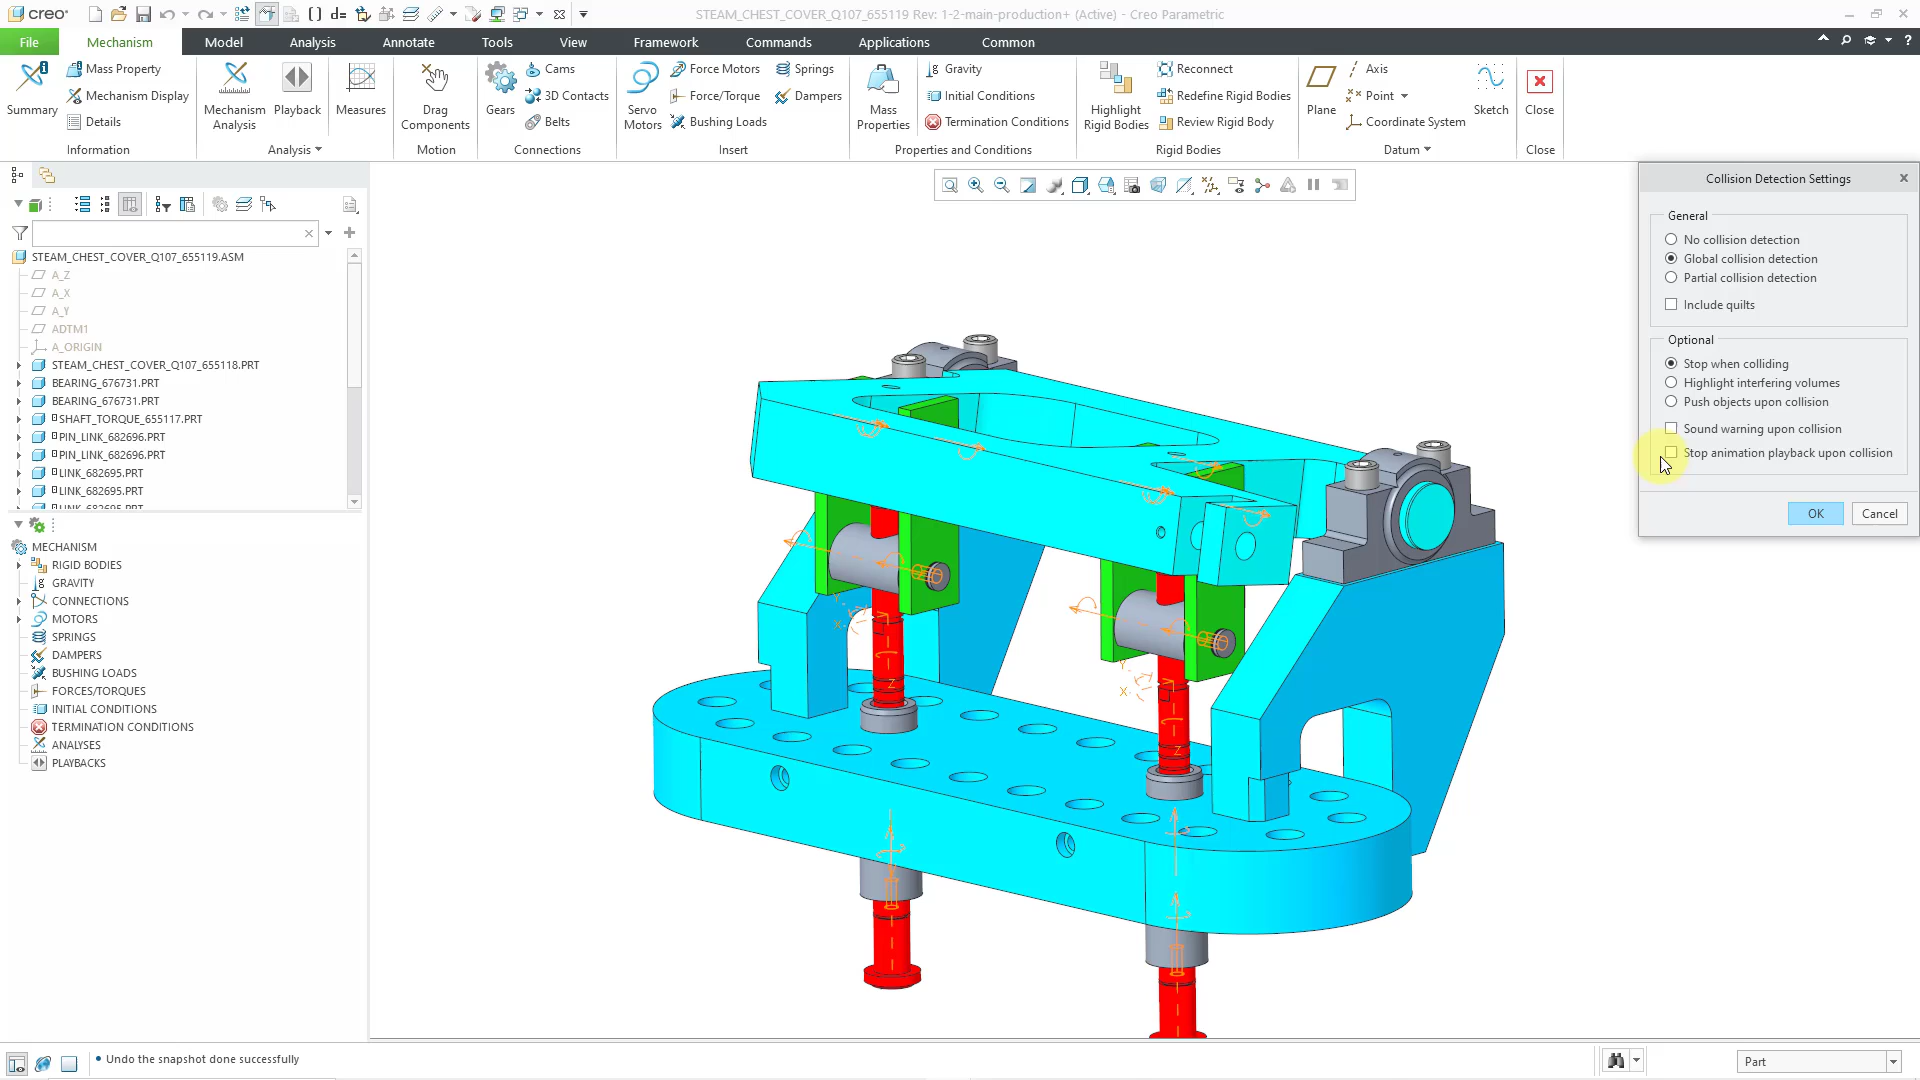 creo
STEAM_CHEST_COVER_Q107_655119 Rev: 1-2-main-production+ (Active) - Creo Parametric
File
Mechanism
Model
Analysis
Annotate
Tools
View
Framework
Commands
Applications
Common
Summary
Mass Property
Mechanism Display
Details
Information
Mechanism
Analysis
Playback
Analysis
Measures
Drag
Components
Motion
Gears
Cams
3D Contacts
Belts
Connections
Servo
Motors
Force Motors
Force/Torque
Bushing Loads
Springs
Dampers
Insert
Mass
Properties
Gravity
Initial Conditions
Termination Conditions
Properties and Conditions
Highlight
Rigid Bodies
Reconnect
Redefine Rigid Bodies
Review Rigid Body
Rigid Bodies
Plane
Axis
Point
Coordinate System
Sketch
Datum
Close
Close
STEAM_CHEST_COVER_Q107_655119.ASM
A_Z
A_X
A_Y
ADTM1
A_ORIGIN
STEAM_CHEST_COVER_Q107_655118.PRT
BEARING_676731.PRT
BEARING_676731.PRT
SHAFT_TORQUE_655117.PRT
PIN_LINK_682696.PRT
PIN_LINK_682696.PRT
LINK_682695.PRT
LINK_682695.PRT
LINK_682695.PRT
MECHANISM
RIGID BODIES
GRAVITY
CONNECTIONS
MOTORS
SPRINGS
DAMPERS
BUSHING LOADS
FORCES/TORQUES
INITIAL CONDITIONS
TERMINATION CONDITIONS
ANALYSES
PLAYBACKS
Y
X
Z
Y
X
Z
Collision Detection Settings
General
No collision detection
Global collision detection
Partial collision detection
Include quilts
Optional
Stop when colliding
Highlight interfering volumes
Push objects upon collision
Sound warning upon collision
Stop animation playback upon collision
OK
Cancel
Undo the snapshot done successfully
Part